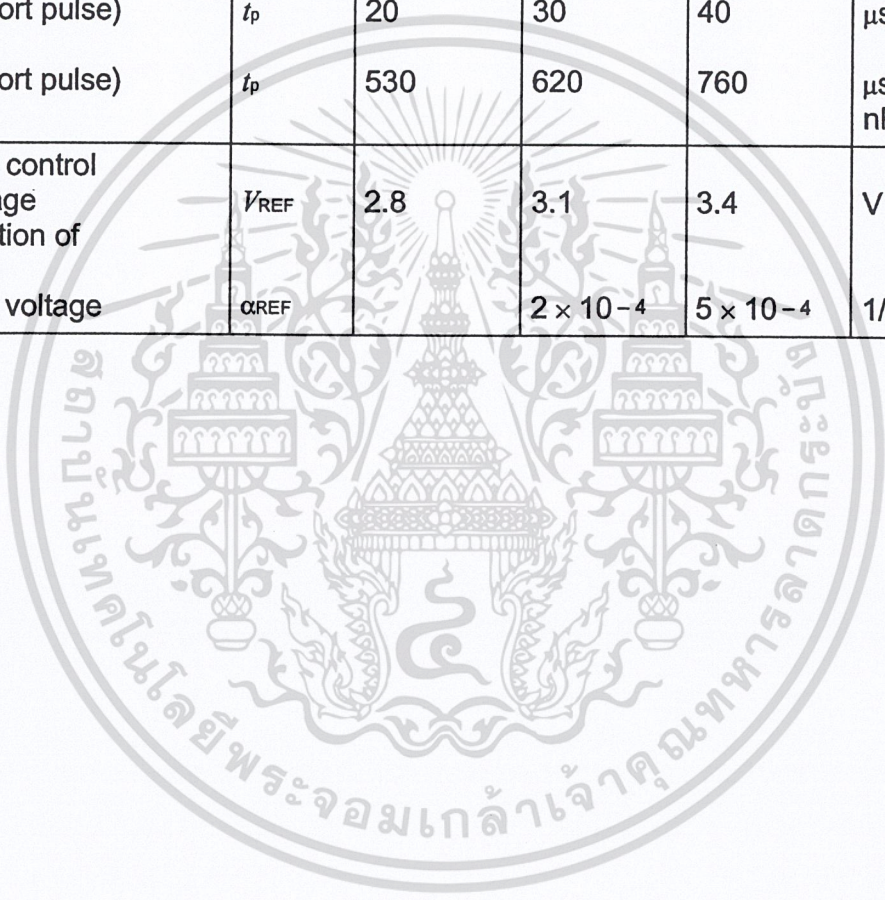 ort pulse) tp 20 30 40 μs
ort pulse) tp 530 620 760 μs
nl
control
ge VREF 2.8 3.1 3.4 V
tion of
voltage αREF 2 × 10 – 4 5 × 10 – 4 1/
สถาบันเทคโนโลยีพระจอมเกล้าเจ้าคุณทหารลาดกระบัง